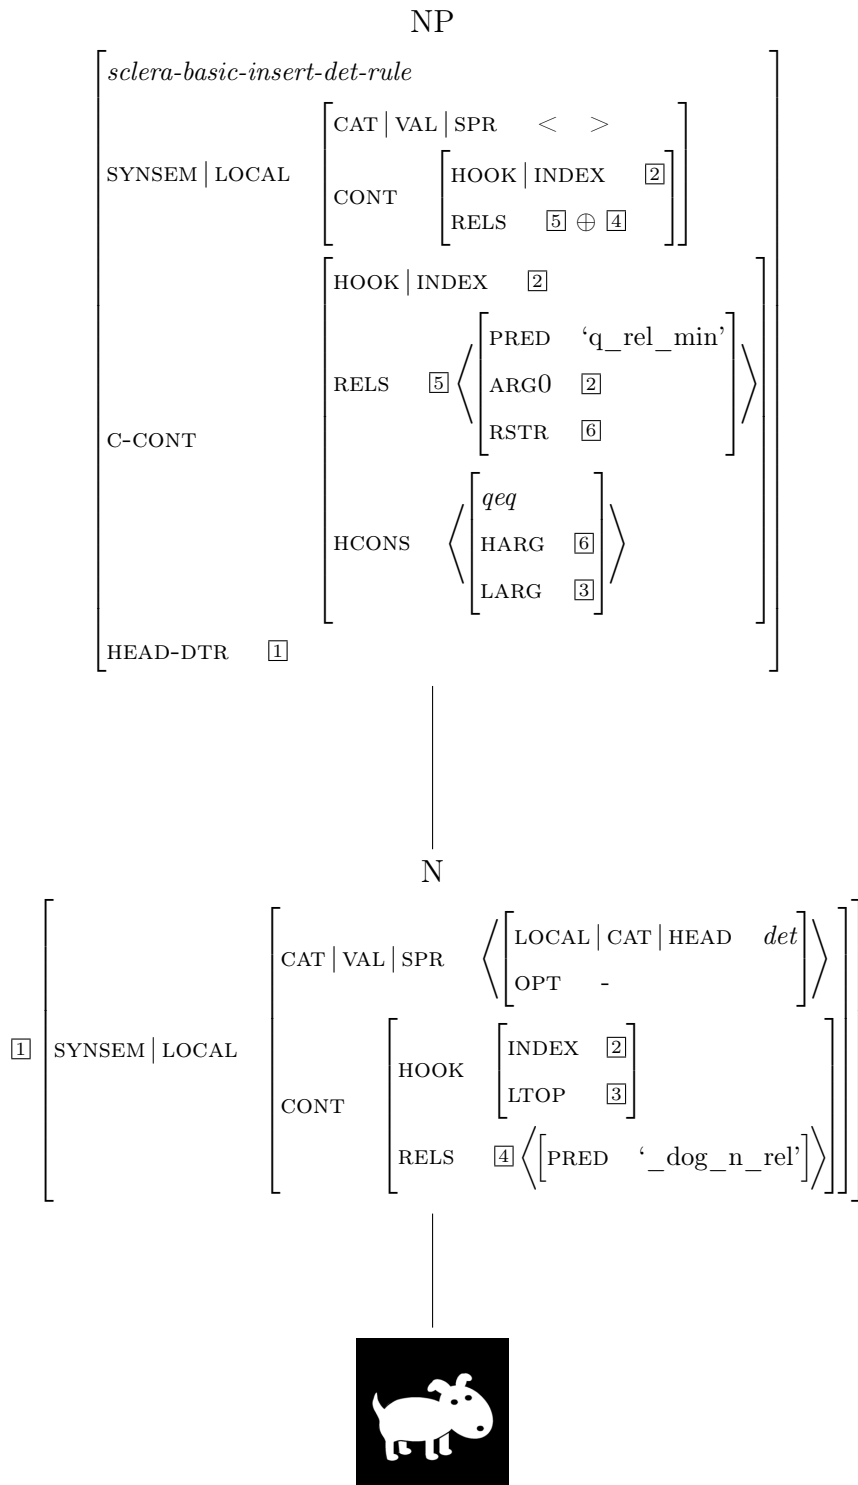 NP
sclera-basic-insert-det-rule
SYNSEM | LOCAL
CAT | VAL | SPR < >
CONT
HOOK | INDEX 2
RELS 5 ⊕ 4
C-CONT
HOOK | INDEX 2
RELS 5
PRED ‘q_rel_min’
ARG0 2
RSTR 6
HCONS
qeq
HARG 6
LARG 3
HEAD-DTR 1
N
1 SYNSEM | LOCAL
CAT | VAL | SPR
LOCAL | CAT | HEAD det
OPT -
CONT
HOOK
INDEX 2
LTOP 3
RELS 4 ⟨[PRED ‘_dog_n_rel’]⟩